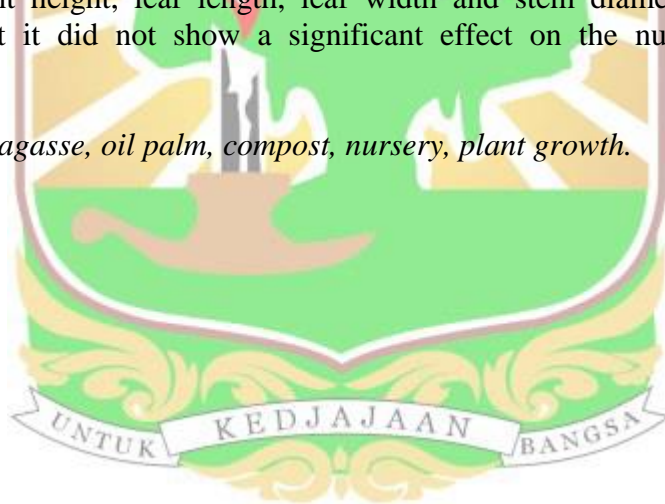 t height, leaf length, leaf width and stem diame
t it did not show a significant effect on the nu
agasse, oil palm, compost, nursery, plant growth.
UNTUK KEDJAJAAN BANGSA